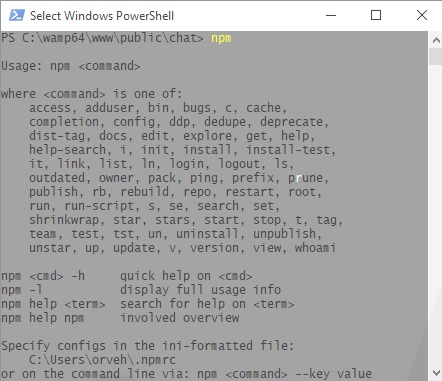 Select Windows PowerShell
PS C:\wamp64\www\public\chat> npm
Usage: npm <command>
where <command> is one of:
access, adduser, bin, bugs, c, cache,
completion, config, ddp, dedupe, deprecate,
dist-tag, docs, edit, explore, get, help,
help-search, i, init, install, install-test,
it, link, list, ln, login, logout, ls,
outdated, owner, pack, ping, prefix, prune,
publish, rb, rebuild, repo, restart, root,
run, run-script, s, se, search, set,
shrinkwrap, star, stars, start, stop, t, tag,
team, test, tst, un, uninstall, unpublish,
unstar, up, update, v, version, view, whoami
npm <cmd> -h     quick help on <cmd>
npm -l           display full usage info
npm help <term>  search for help on <term>
npm help npm     involved overview
Specify configs in the ini-formatted file:
C:\Users\orveh\.npmrc
or on the command line via: npm <command> --key value